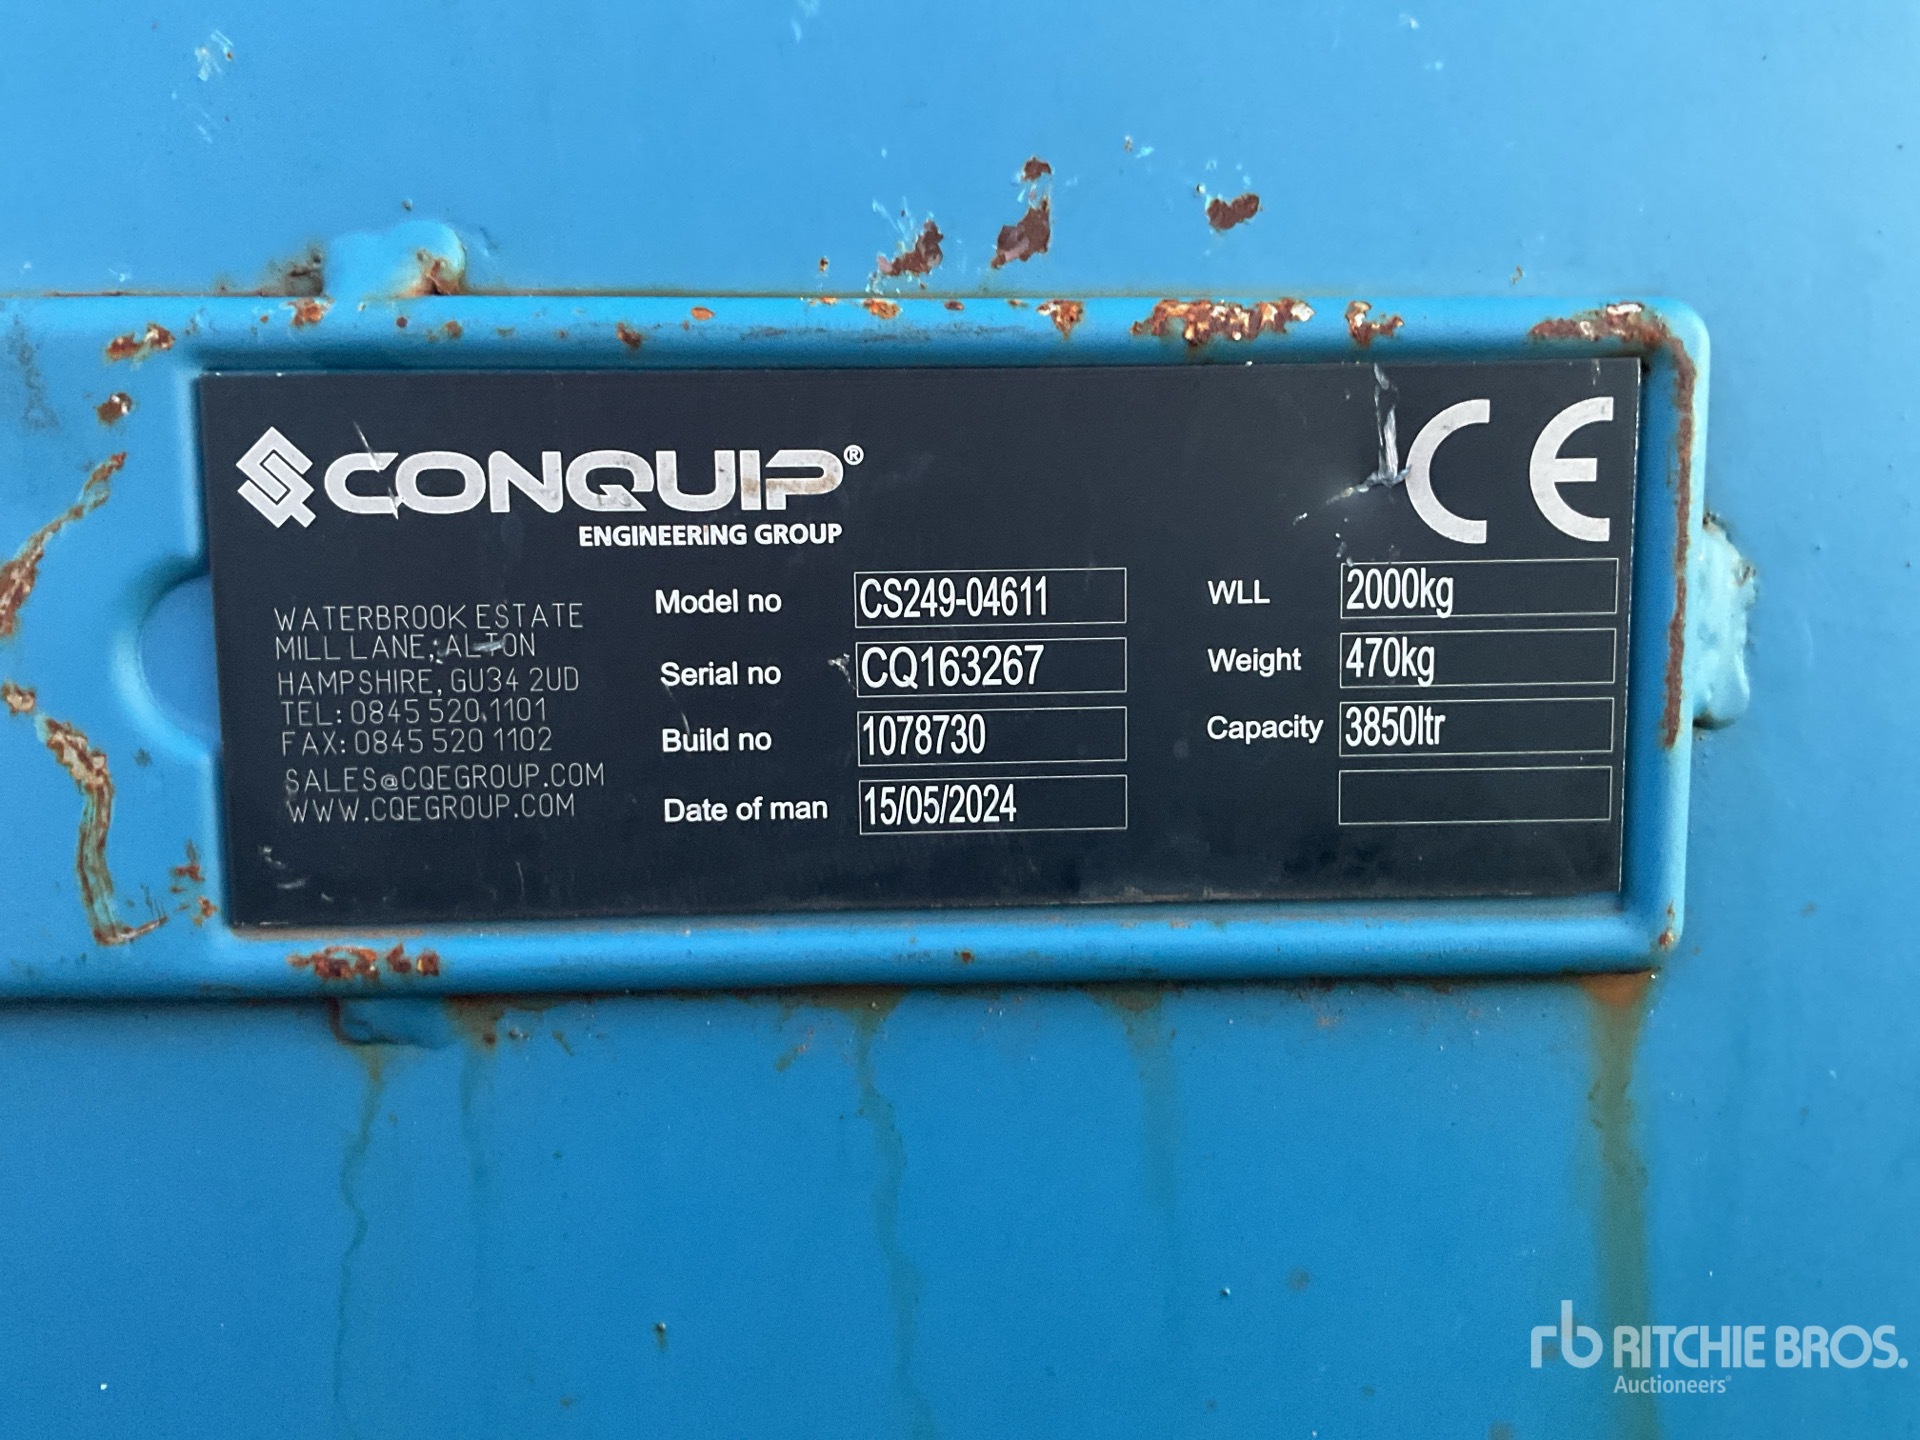 CONQUIP®
ENGINEERING GROUP
CE
WATERBROOK ESTATE
MILL LANE, ALTON
HAMPSHIRE, GU34 2UD
TEL: 0845 520 1101
FAX: 0845 520 1102
SALES@CQEGROUP.COM
WWW.CQEGROUP.COM
Model no CS249-04611
Serial no CQ163267
Build no 1078730
Date of man 15/05/2024
WLL 2000kg
Weight 470kg
Capacity 3850ltr
rb RITCHIE BROS.
Auctioneers